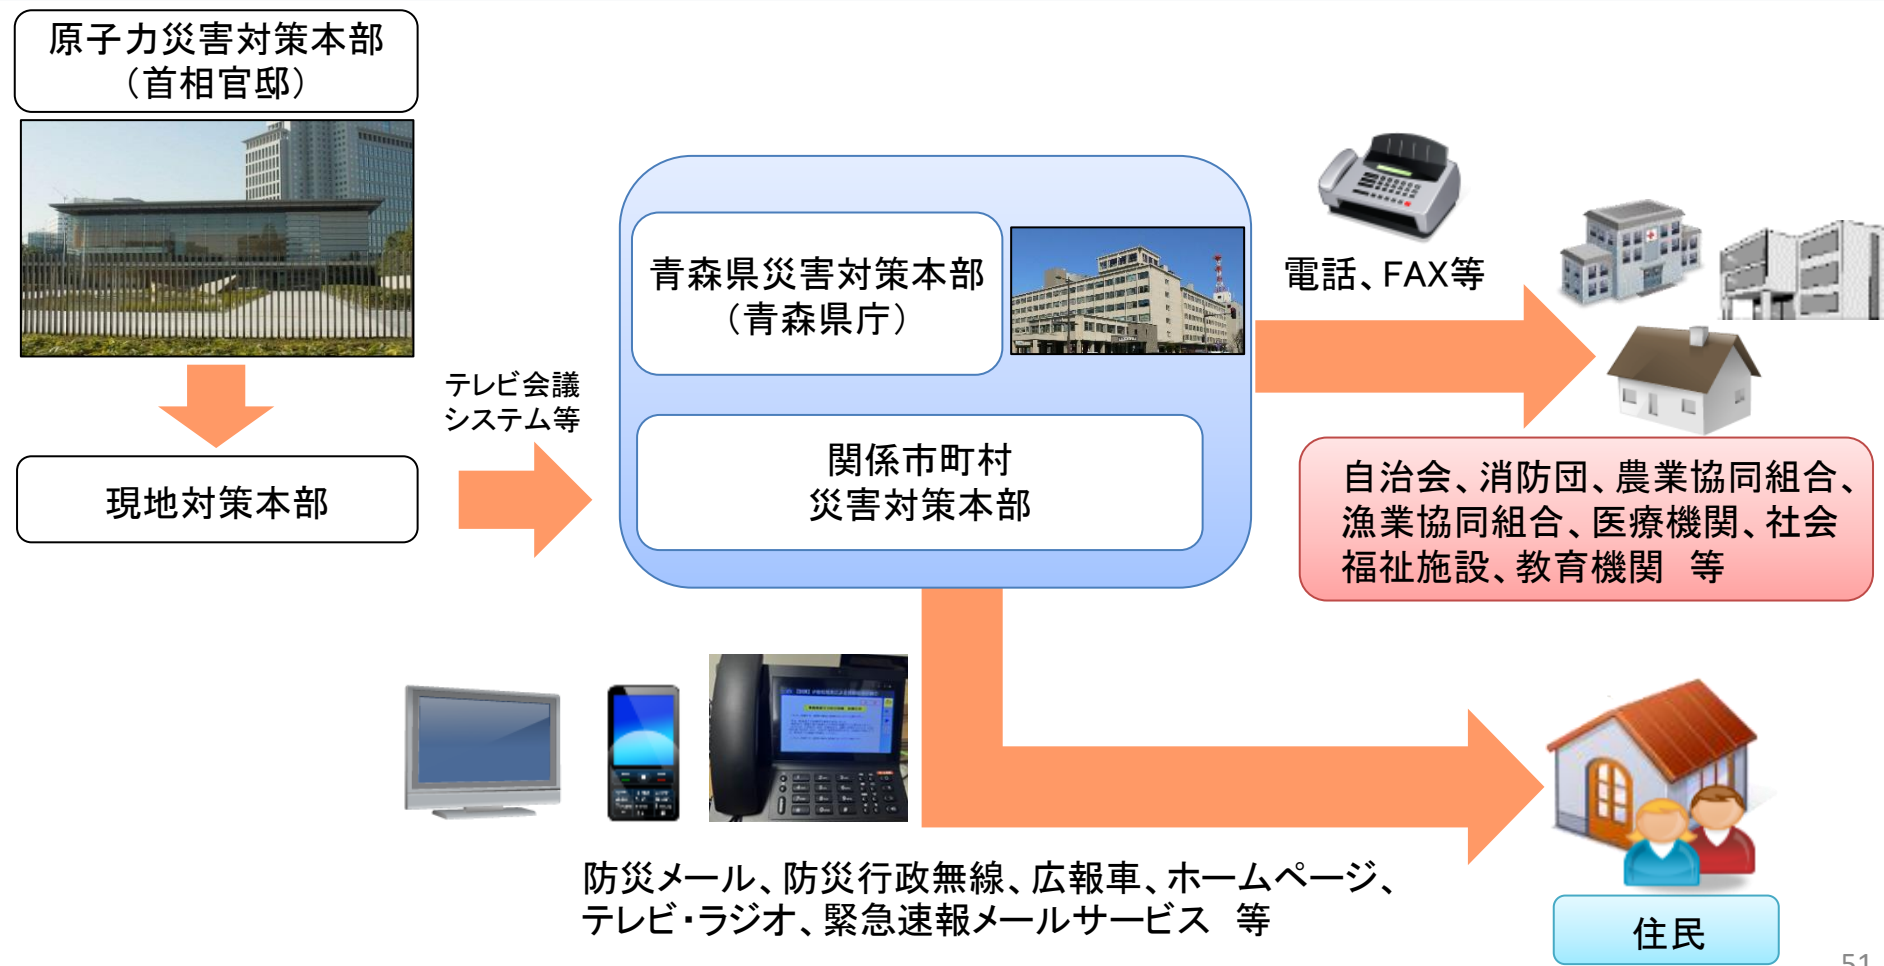 原子力災害対策本部
（首相官邸）
現地対策本部
テレビ会議
システム等
青森県災害対策本部
（青森県庁）
関係市町村
災害対策本部
電話、FAX等
自治会、消防団、農業協同組合、
漁業協同組合、医療機関、社会
福祉施設、教育機関　等
防災メール、防災行政無線、広報車、ホームページ、
テレビ・ラジオ、緊急速報メールサービス　等
住民
51